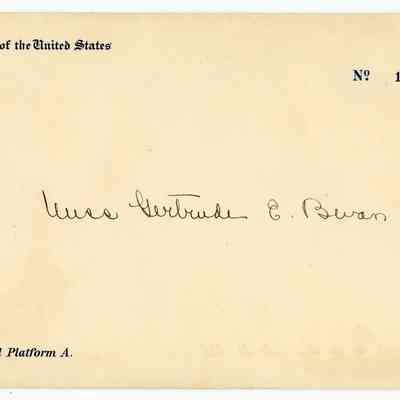 of the United States
Nº 1
Miss Gertrude E. Bevan
l Platform A.